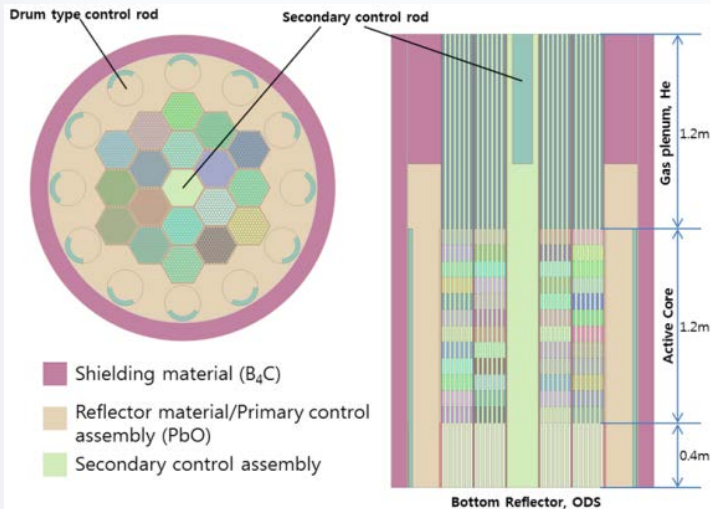 Drum type control rod
Secondary control rod
Gas plenum, He
1.2m
Active Core
1.2m
0.4m
Shielding material (B₄C)
Reflector material/Primary control
assembly (PbO)
Secondary control assembly
Bottom Reflector, ODS